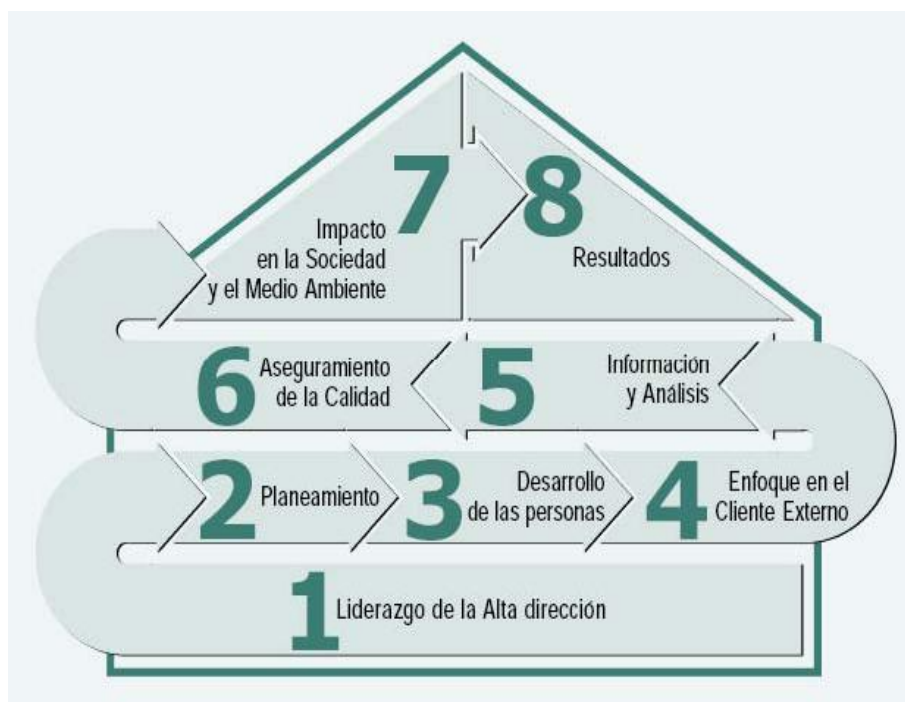 7
Impacto
en la Sociedad
y el Medio Ambiente
8
Resultados
6
Aseguramiento
de la Calidad
5
Información
y Análisis
2
Planeamiento
3
Desarrollo
de las personas
4
Enfoque en el
Cliente Externo
1
Liderazgo de la Alta dirección